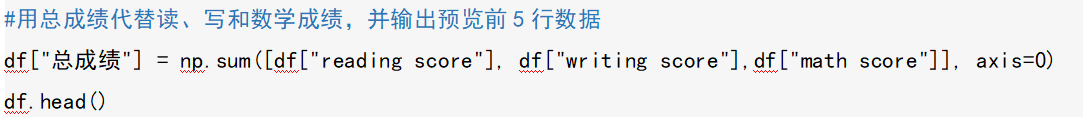 #用总成绩代替读、写和数学成绩，并输出预览前5行数据
df["总成绩"] = np.sum([df["reading score"], df["writing score"],df["math score"]], axis=0)
df.head()